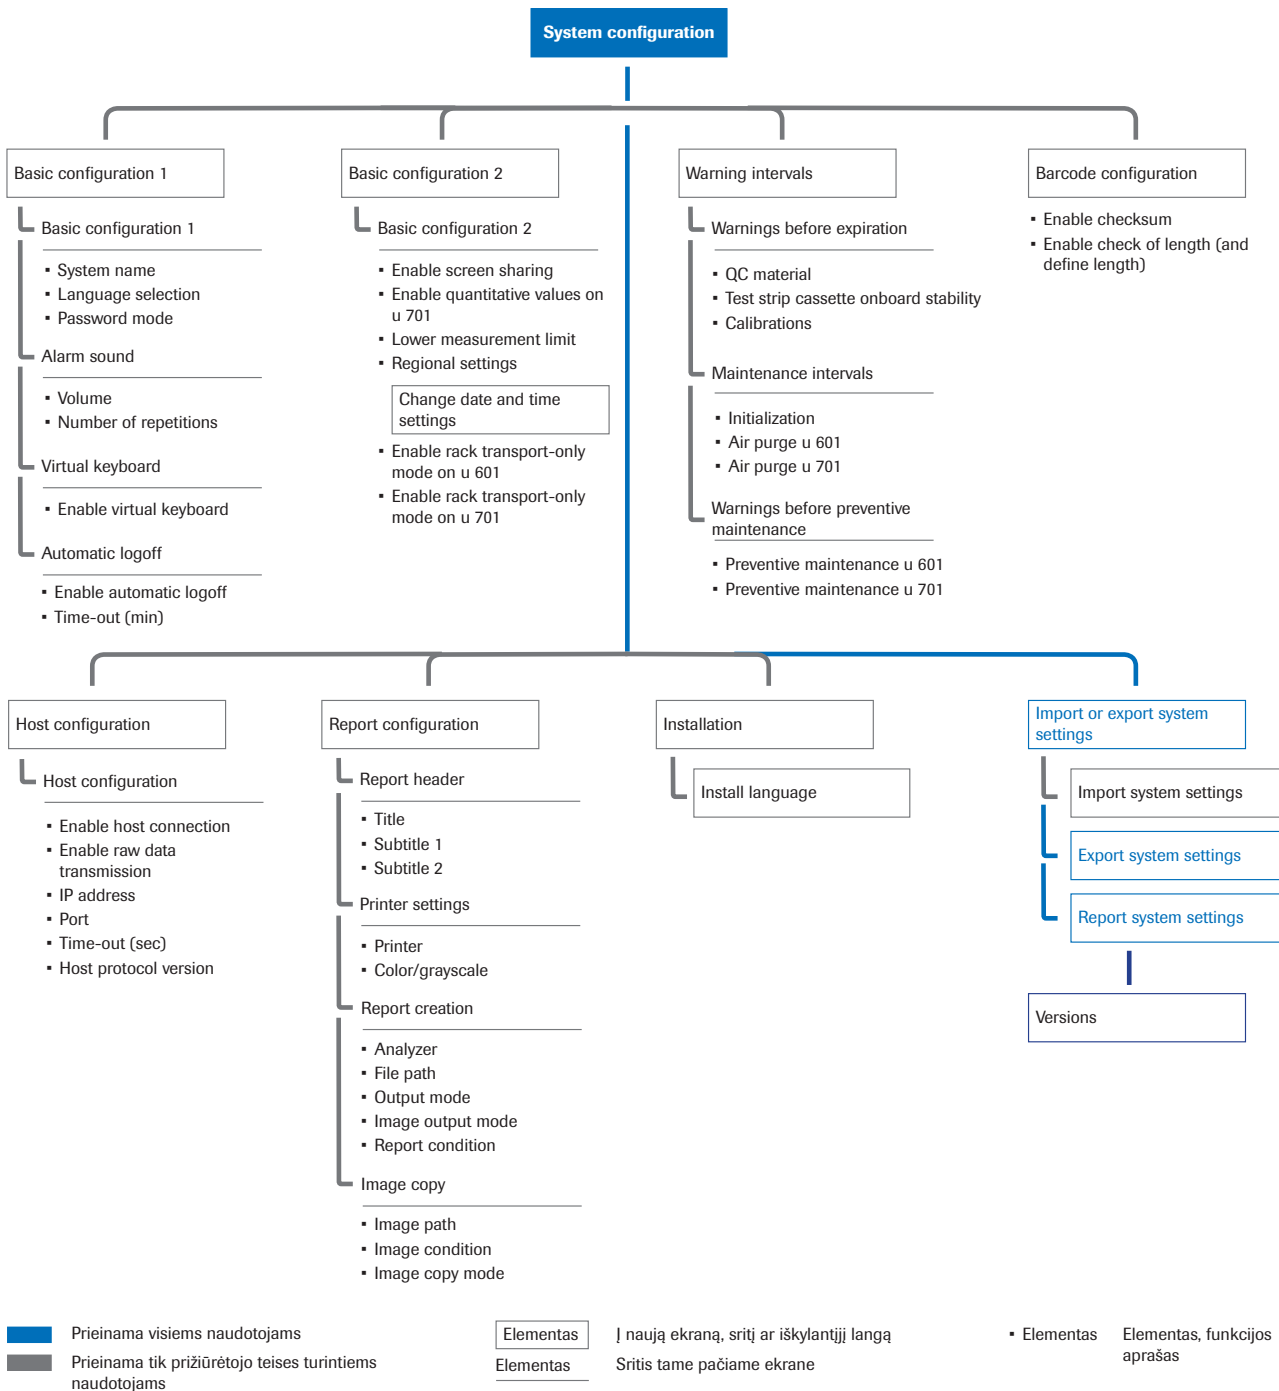 System configuration
Basic configuration 1
Basic configuration 1
▪ System name
▪ Language selection
▪ Password mode
Alarm sound
▪ Volume
▪ Number of repetitions
Virtual keyboard
▪ Enable virtual keyboard
Automatic logoff
▪ Enable automatic logoff
▪ Time-out (min)
Basic configuration 2
Basic configuration 2
▪ Enable screen sharing
▪ Enable quantitative values on
u 701
▪ Lower measurement limit
▪ Regional settings
Change date and time
settings
▪ Enable rack transport-only
mode on u 601
▪ Enable rack transport-only
mode on u 701
Warning intervals
Warnings before expiration
▪ QC material
▪ Test strip cassette onboard stability
▪ Calibrations
Maintenance intervals
▪ Initialization
▪ Air purge u 601
▪ Air purge u 701
Warnings before preventive
maintenance
▪ Preventive maintenance u 601
▪ Preventive maintenance u 701
Barcode configuration
▪ Enable checksum
▪ Enable check of length (and
define length)
Host configuration
Host configuration
▪ Enable host connection
▪ Enable raw data
transmission
▪ IP address
▪ Port
▪ Time-out (sec)
▪ Host protocol version
Report configuration
Report header
▪ Title
▪ Subtitle 1
▪ Subtitle 2
Printer settings
▪ Printer
▪ Color/grayscale
Report creation
▪ Analyzer
▪ File path
▪ Output mode
▪ Image output mode
▪ Report condition
Image copy
▪ Image path
▪ Image condition
▪ Image copy mode
Installation
Install language
Import or export system
settings
Import system settings
Export system settings
Report system settings
Versions
Prieinama visiems naudotojams
Prieinama tik prižiūrėtojo teises turintiems
naudotojams
Elementas
Į naują ekraną, sritį ar iškylantįjį langą
Elementas
Sritis tame pačiame ekrane
▪ Elementas
Elementas, funkcijos
aprašas